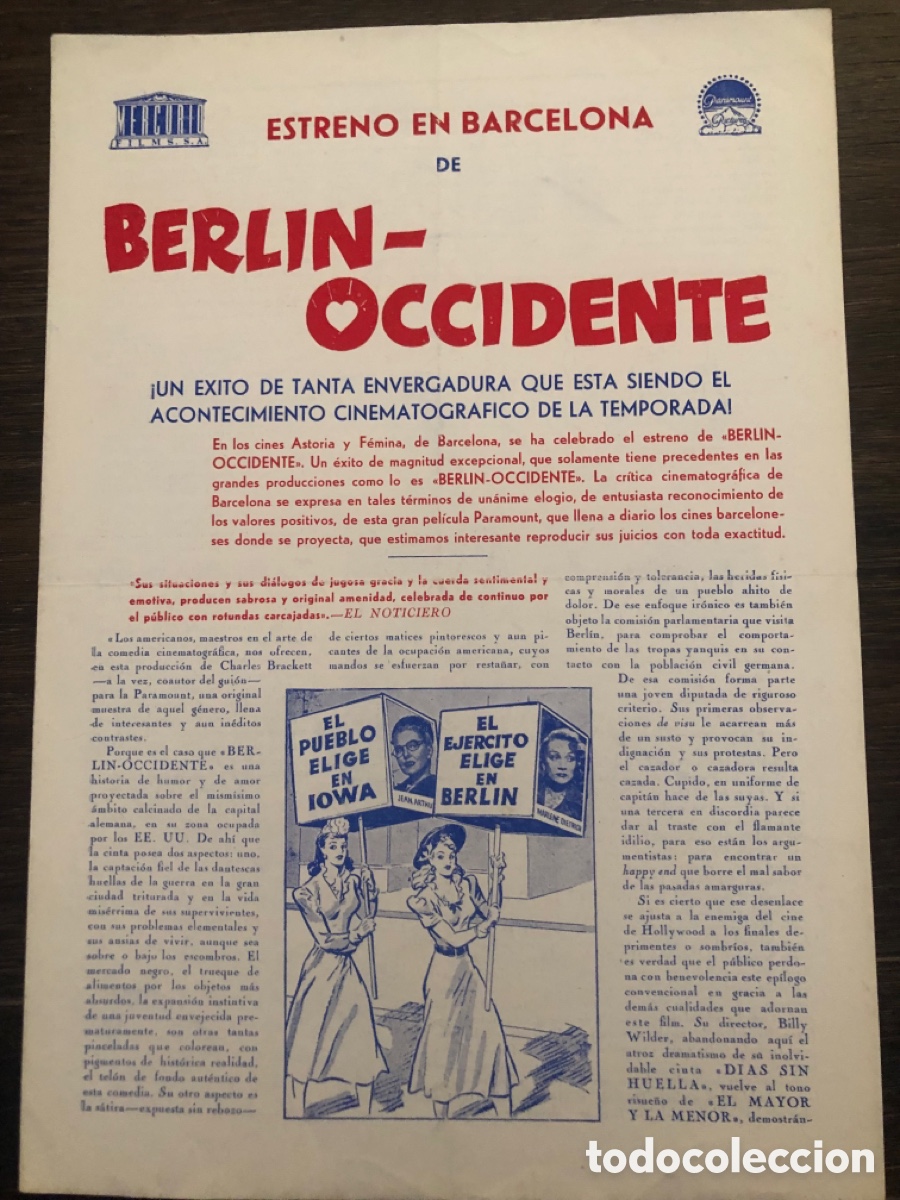 MERCURIO
FILMS. S.A.
Paramount
Pictures
ESTRENO EN BARCELONA
DE
BERLIN-
OCCIDENTE
¡UN EXITO DE TANTA ENVERGADURA QUE ESTA SIENDO EL
ACONTECIMIENTO CINEMATOGRAFICO DE LA TEMPORADA!
En los cines Astoria y Fémina, de Barcelona, se ha celebrado el estreno de «BERLIN-
OCCIDENTE». Un éxito de magnitud excepcional, que solamente tiene precedentes en las
grandes producciones como lo es «BERLIN-OCCIDENTE». La crítica cinematográfica de
Barcelona se expresa en tales términos de unánime elogio, de entusiasta reconocimiento de
los valores positivos, de esta gran película Paramount, que llena a diario los cines barcelone-
ses donde se proyecta, que estimamos interesante reproducir sus juicios con toda exactitud.
«Sus situaciones y sus diálogos de jugosa gracia y la cuerda sentimental y
emotiva, producen sabrosa y original amenidad, celebrada de continuo por
el público con rotundas carcajadas».—EL NOTICIERO
«Los americanos, maestros en el arte de
la comedia cinematográfica, nos ofrecen,
en esta producción de Charles Brackett
—a la vez, coautor del guión—
para la Paramount, una original
muestra de aquel género, llena
de interesantes y aun inéditos
contrastes.
Porque es el caso que «BER-
LIN-OCCIDENTE» es una
historia de humor y de amor
proyectada sobre el mismísimo
ámbito calcinado de la capital
alemana, en su zona ocupada
por los EE. UU. De ahí que
la cinta posea dos aspectos: uno,
la captación fiel de las dantescas
huellas de la guerra en la gran
ciudad triturada y en la vida
misérrima de sus supervivientes,
con sus problemas elementales y
sus ansias de vivir, aunque sea
sobre o bajo los escombros. El
mercado negro, el trueque de
alimentos por los objetos más
absurdos, la expansión instintiva
de una juventud envejecida pre-
maturamente, son otras tantas
pinceladas que colorean, con
pigmentos de histórica realidad,
el telón de fondo auténtico de
esta comedia. Su otro aspecto es
la sátira—expuesta sin rebozo—
de ciertos matices pintorescos y aun pi-
cantes de la ocupación americana, cuyos
mandos se esfuerzan por restañar, con
EL
PUEBLO
ELIGE
EN
IOWA
JEAN ARTHUR
EL
EJERCITO
ELIGE
EN
BERLIN
MARLENE DIETRICH
comprensión y tolerancia, las heridas físi-
cas y morales de un pueblo ahito de
dolor. De ese enfoque irónico es también
objeto la comisión parlamentaria que visita
Berlín, para comprobar el comporta-
miento de las tropas yanquis en su con-
tacto con la población civil germana.
De esa comisión forma parte
una joven diputada de riguroso
criterio. Sus primeras observa-
ciones de visu le acarrean más
de un susto y provocan su in-
dignación y sus protestas. Pero
el cazador o cazadora resulta
cazada. Cupido, en uniforme de
capitán hace de las suyas. Y si
una tercera en discordia parece
dar al traste con el flamante
idilio, para eso están los argu-
mentistas: para encontrar un
happy end que borre el mal sabor
de las pasadas amarguras.
Si es cierto que ese desenlace
se ajusta a la enemiga del cine
de Hollywood a los finales de-
primentes o sombríos, también
es verdad que el público perdo-
na con benevolencia este epílogo
convencional en gracia a las
demás cualidades que adornan
este film. Su director, Billy
Wilder, abandonando aquí el
atroz dramatismo de su inolvi-
dable cinta «DIAS SIN
HUELLA», vuelve al tono
risueño de «EL MAYOR
Y LA MENOR», demostrán-
todocoleccion